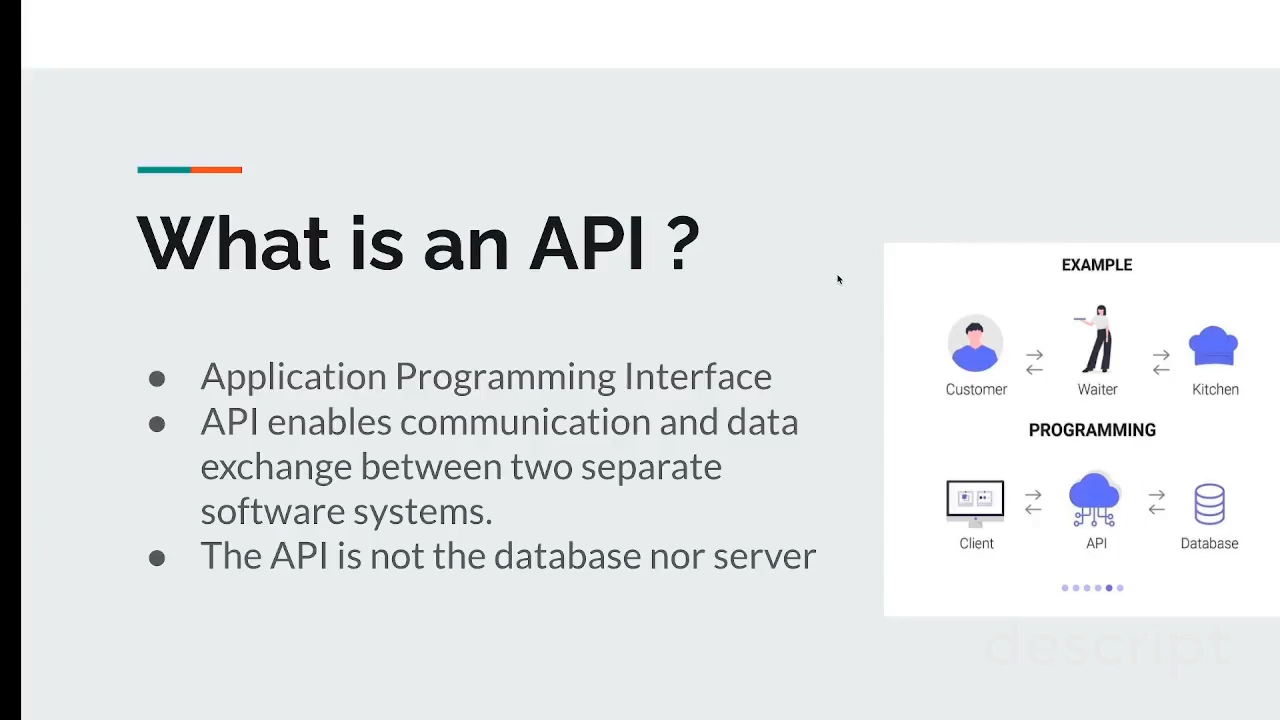 What is an API ?
● Application Programming Interface
● API enables communication and data
exchange between two separate
software systems.
● The API is not the database nor server
EXAMPLE
Customer
Waiter
Kitchen
PROGRAMMING
Client
API
Database
descript